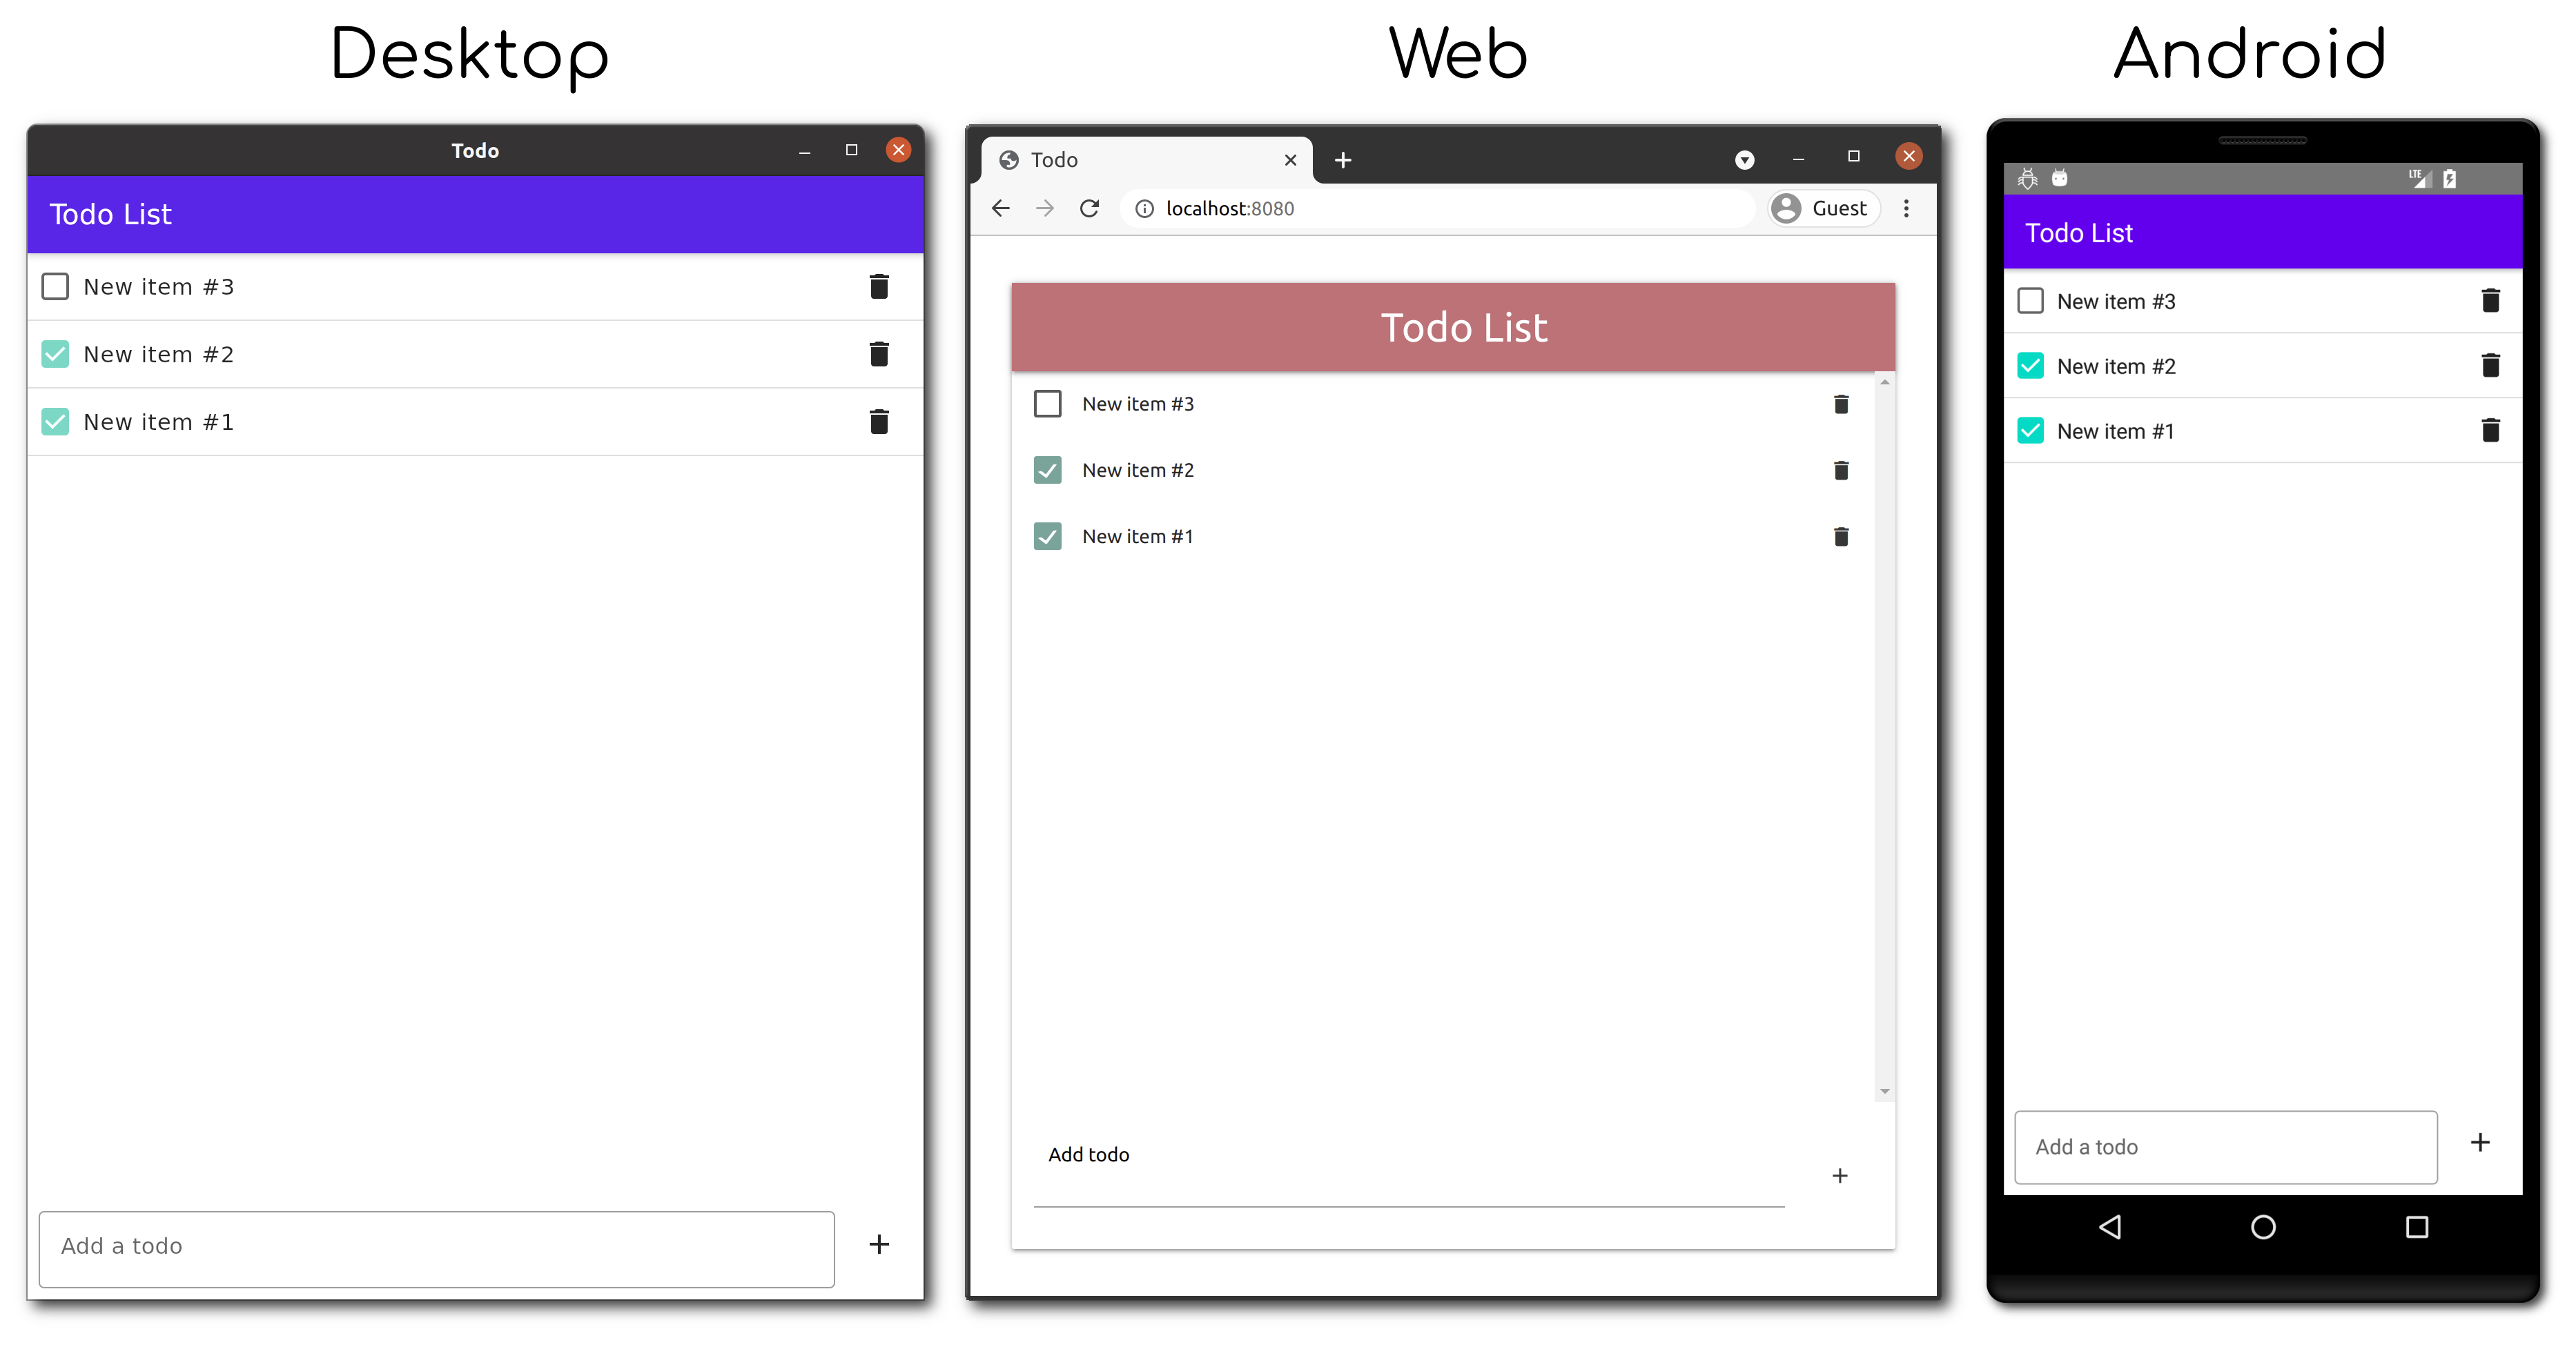 Desktop
Web
Android
Todo
Todo List
New item #3
New item #2
New item #1
Add a todo
Todo
localhost:8080
Guest
Todo List
New item #3
New item #2
New item #1
Add todo
LTE
Todo List
New item #3
New item #2
New item #1
Add a todo